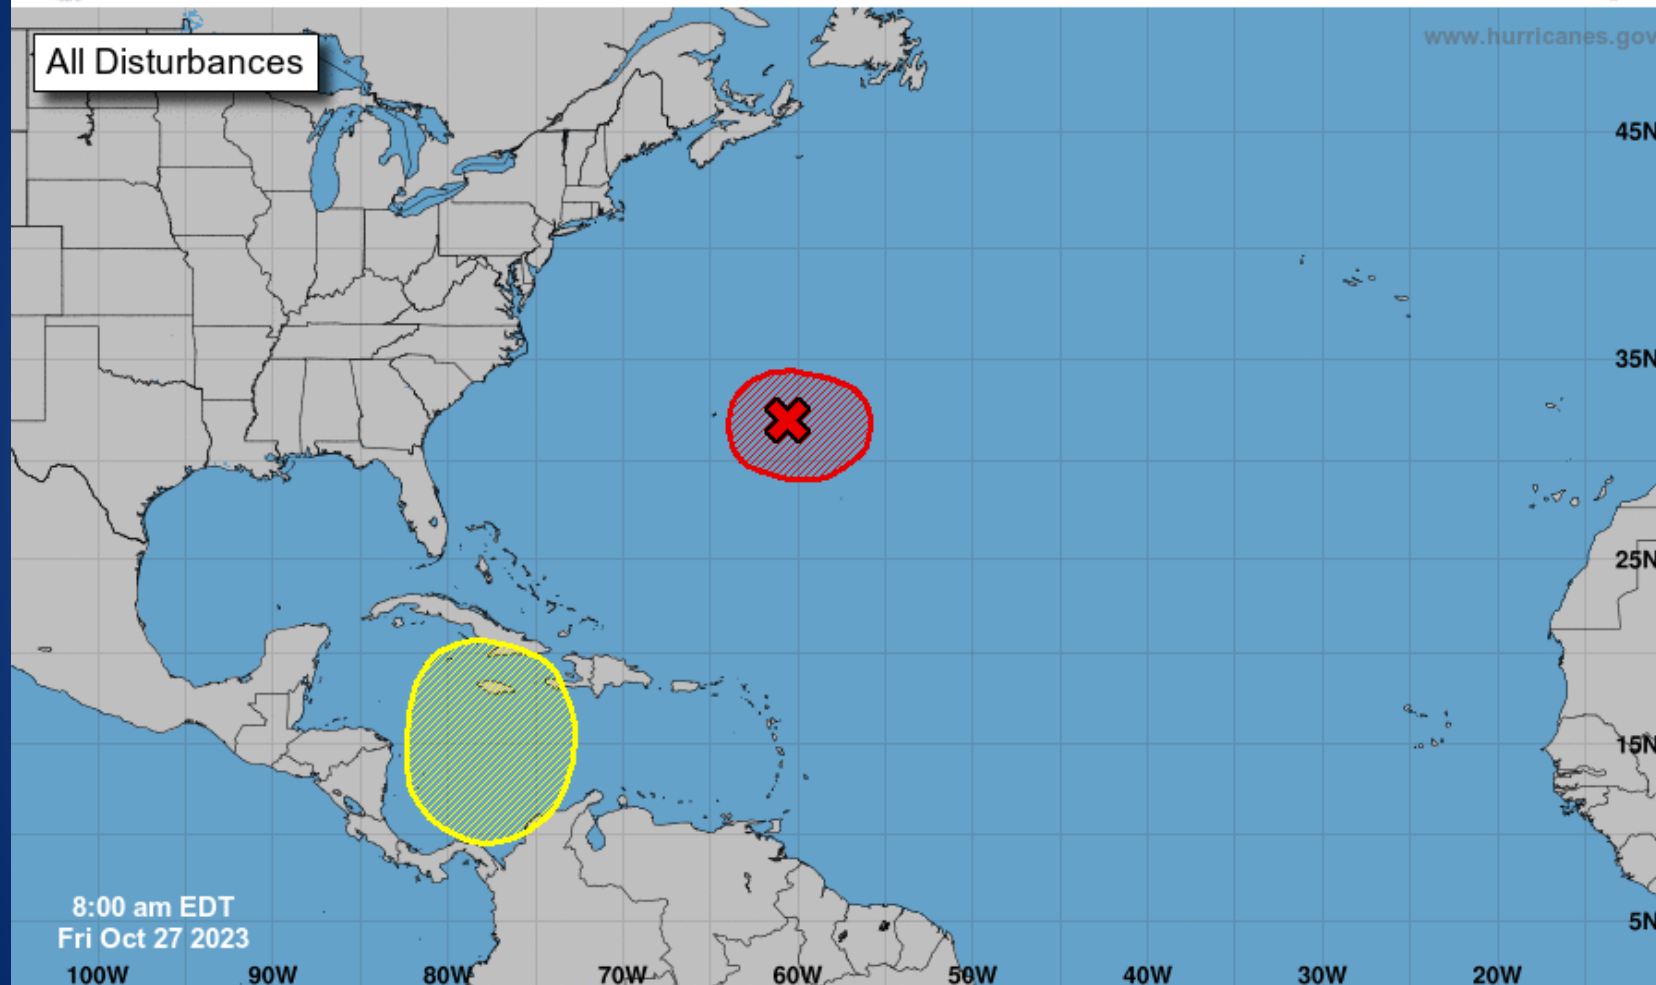 www.hurricanes.gov
All Disturbances
45N
35N
25N
15N
5N
8:00 am EDT
Fri Oct 27 2023
100W 90W 80W 70W 60W 50W 40W 30W 20W